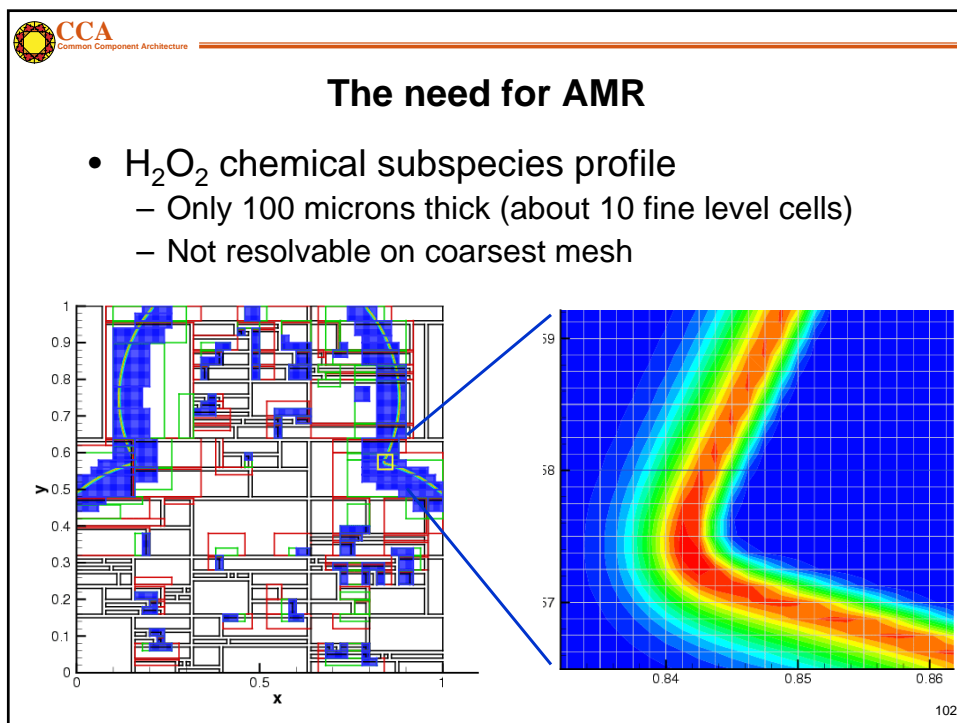 CCA
Common Component Architecture
The need for AMR
• H₂O₂ chemical subspecies profile
– Only 100 microns thick (about 10 fine level cells)
– Not resolvable on coarsest mesh
1
0.9
0.8
0.7
0.6
0.5
0.4
0.3
0.2
0.1
0
y
0 0.5 1
x
59
58
57
0.84 0.85 0.86
102